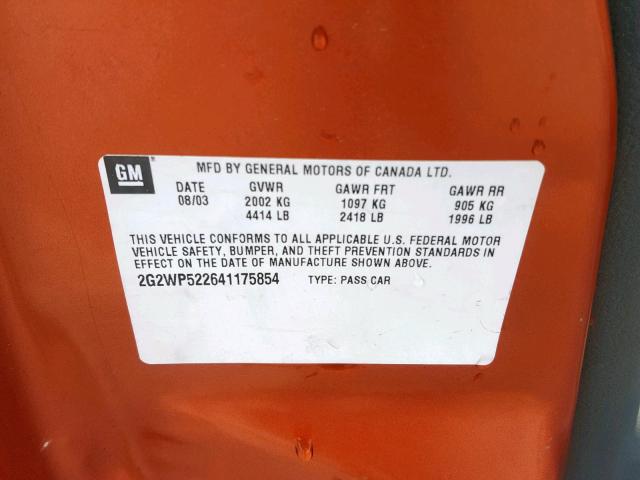 GM
MFD BY GENERAL MOTORS OF CANADA LTD.
DATE GVWR GAWR FRT GAWR RR
08/03 2002 KG 1097 KG 905 KG
4414 LB 2418 LB 1996 LB
THIS VEHICLE CONFORMS TO ALL APPLICABLE U.S. FEDERAL MOTOR
VEHICLE SAFETY, BUMPER, AND THEFT PREVENTION STANDARDS IN
EFFECT ON THE DATE OF MANUFACTURE SHOWN ABOVE.
2G2WP522641175854 TYPE: PASS CAR